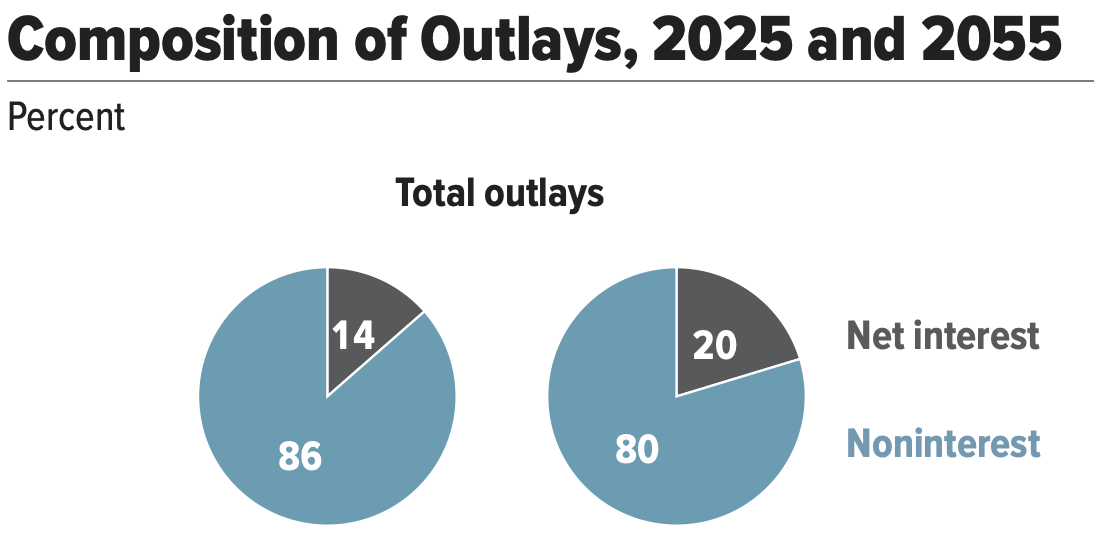 Composition of Outlays, 2025 and 2055
Percent
Total outlays
14
86
20
80
Net interest
Noninterest